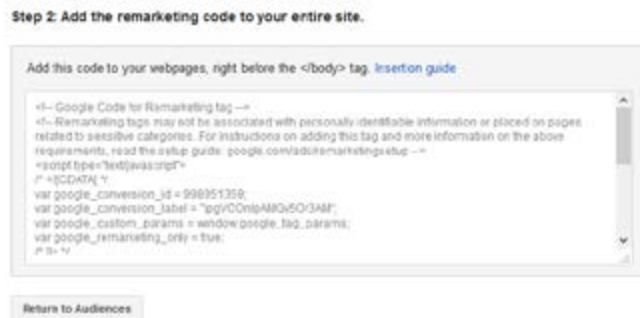 Step 2: Add the remarketing code to your entire site.
Add this code to your webpages, right before the </body> tag. Insertion guide
<!-- Google Code for Remarketing tag -->
<!-- Remarketing tags may not be associated with personally identifiable information or placed on pages
related to sensitive categories. For instructions on adding this tag and more information on the above
requirements, read the setup guide: google.com/ads/remarketingsetup -->
<script type="text/javascript">
/* <![CDATA[ */
var google_conversion_id = 998951359;
var google_conversion_label =
var google_custom_params = window.google_tag_params;
var google_remarketing_only = true;
/* ]]> */
Return to Audiences